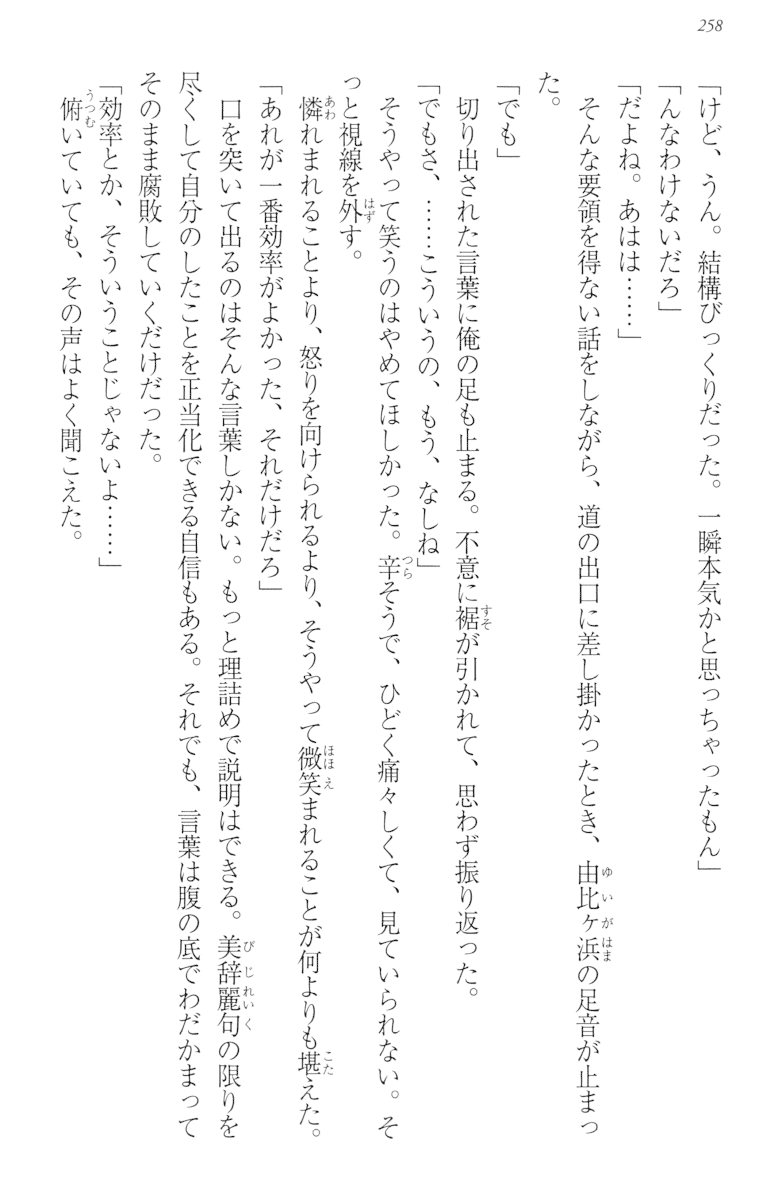 258
「けど、うん。結構びっくりだった。一瞬本気かと思っちゃったもん」
「んなわけないだろ」
「だよね。あはは……」
そんな要領を得ない話をしながら、道の出口に差し掛かったとき、由比ヶ浜の足音が止まっ
た。
「でも」
切り出された言葉に俺の足も止まる。不意に裾が引かれて、思わず振り返った。
「でもさ、……こういうの、もう、なしね」
そうやって笑うのはやめてほしかった。辛そうで、ひどく痛々しくて、見ていられない。そ
っと視線を外す。
憐れまれることより、怒りを向けられるより、そうやって微笑まれることが何よりも堪えた。
「あれが一番効率がよかった、それだけだろ」
口を突いて出るのはそんな言葉しかない。もっと理詰めで説明はできる。美辞麗句の限りを
尽くして自分のしたことを正当化できる自信もある。それでも、言葉は腹の底でわだかまって
そのまま腐敗していくだけだった。
「効率とか、そういうことじゃないよ……」
俯いていても、その声はよく聞こえた。